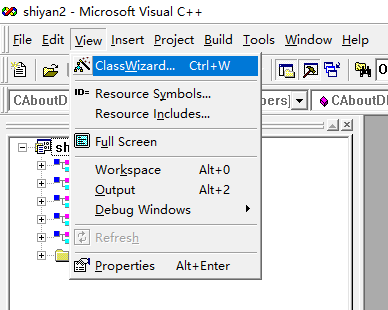 shiyan2 - Microsoft Visual C++
File Edit View Insert Project Build Tools Window Help
ClassWizard... Ctrl+W
CAboutD
bers]
CAboutD
ID= Resource Symbols...
Resource Includes...
Full Screen
sh
Workspace Alt+0
Output Alt+2
Debug Windows
Refresh
Properties Alt+Enter